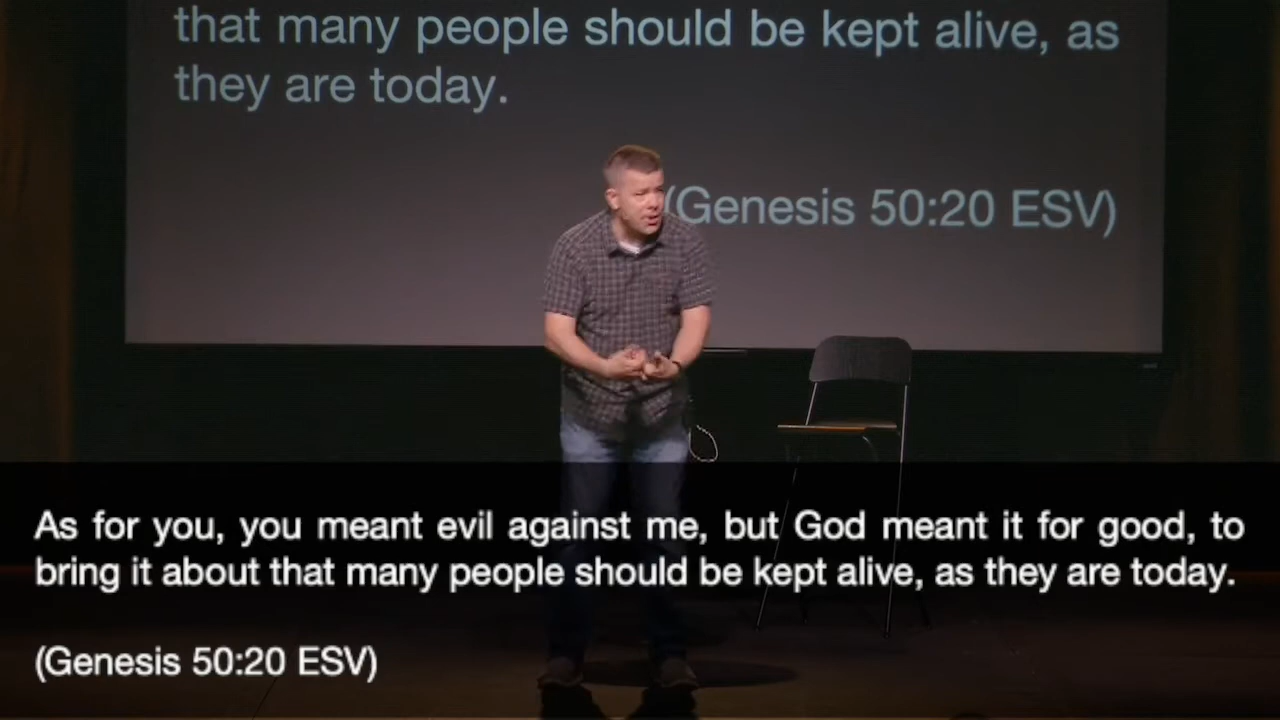 that many people should be kept alive, as
they are today.
(Genesis 50:20 ESV)
As for you, you meant evil against me, but God meant it for good, to
bring it about that many people should be kept alive, as they are today.
(Genesis 50:20 ESV)